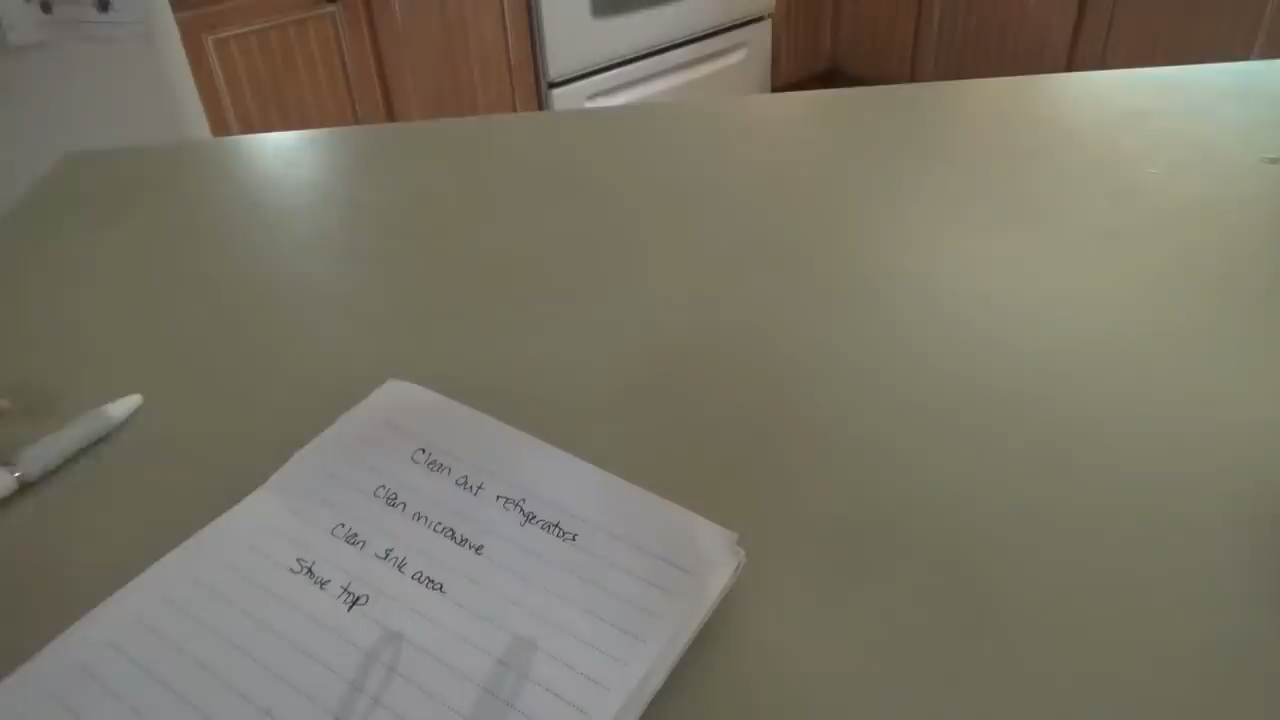 Clean out refrigerators
Clean microwave
Clean Sink area
Stove top